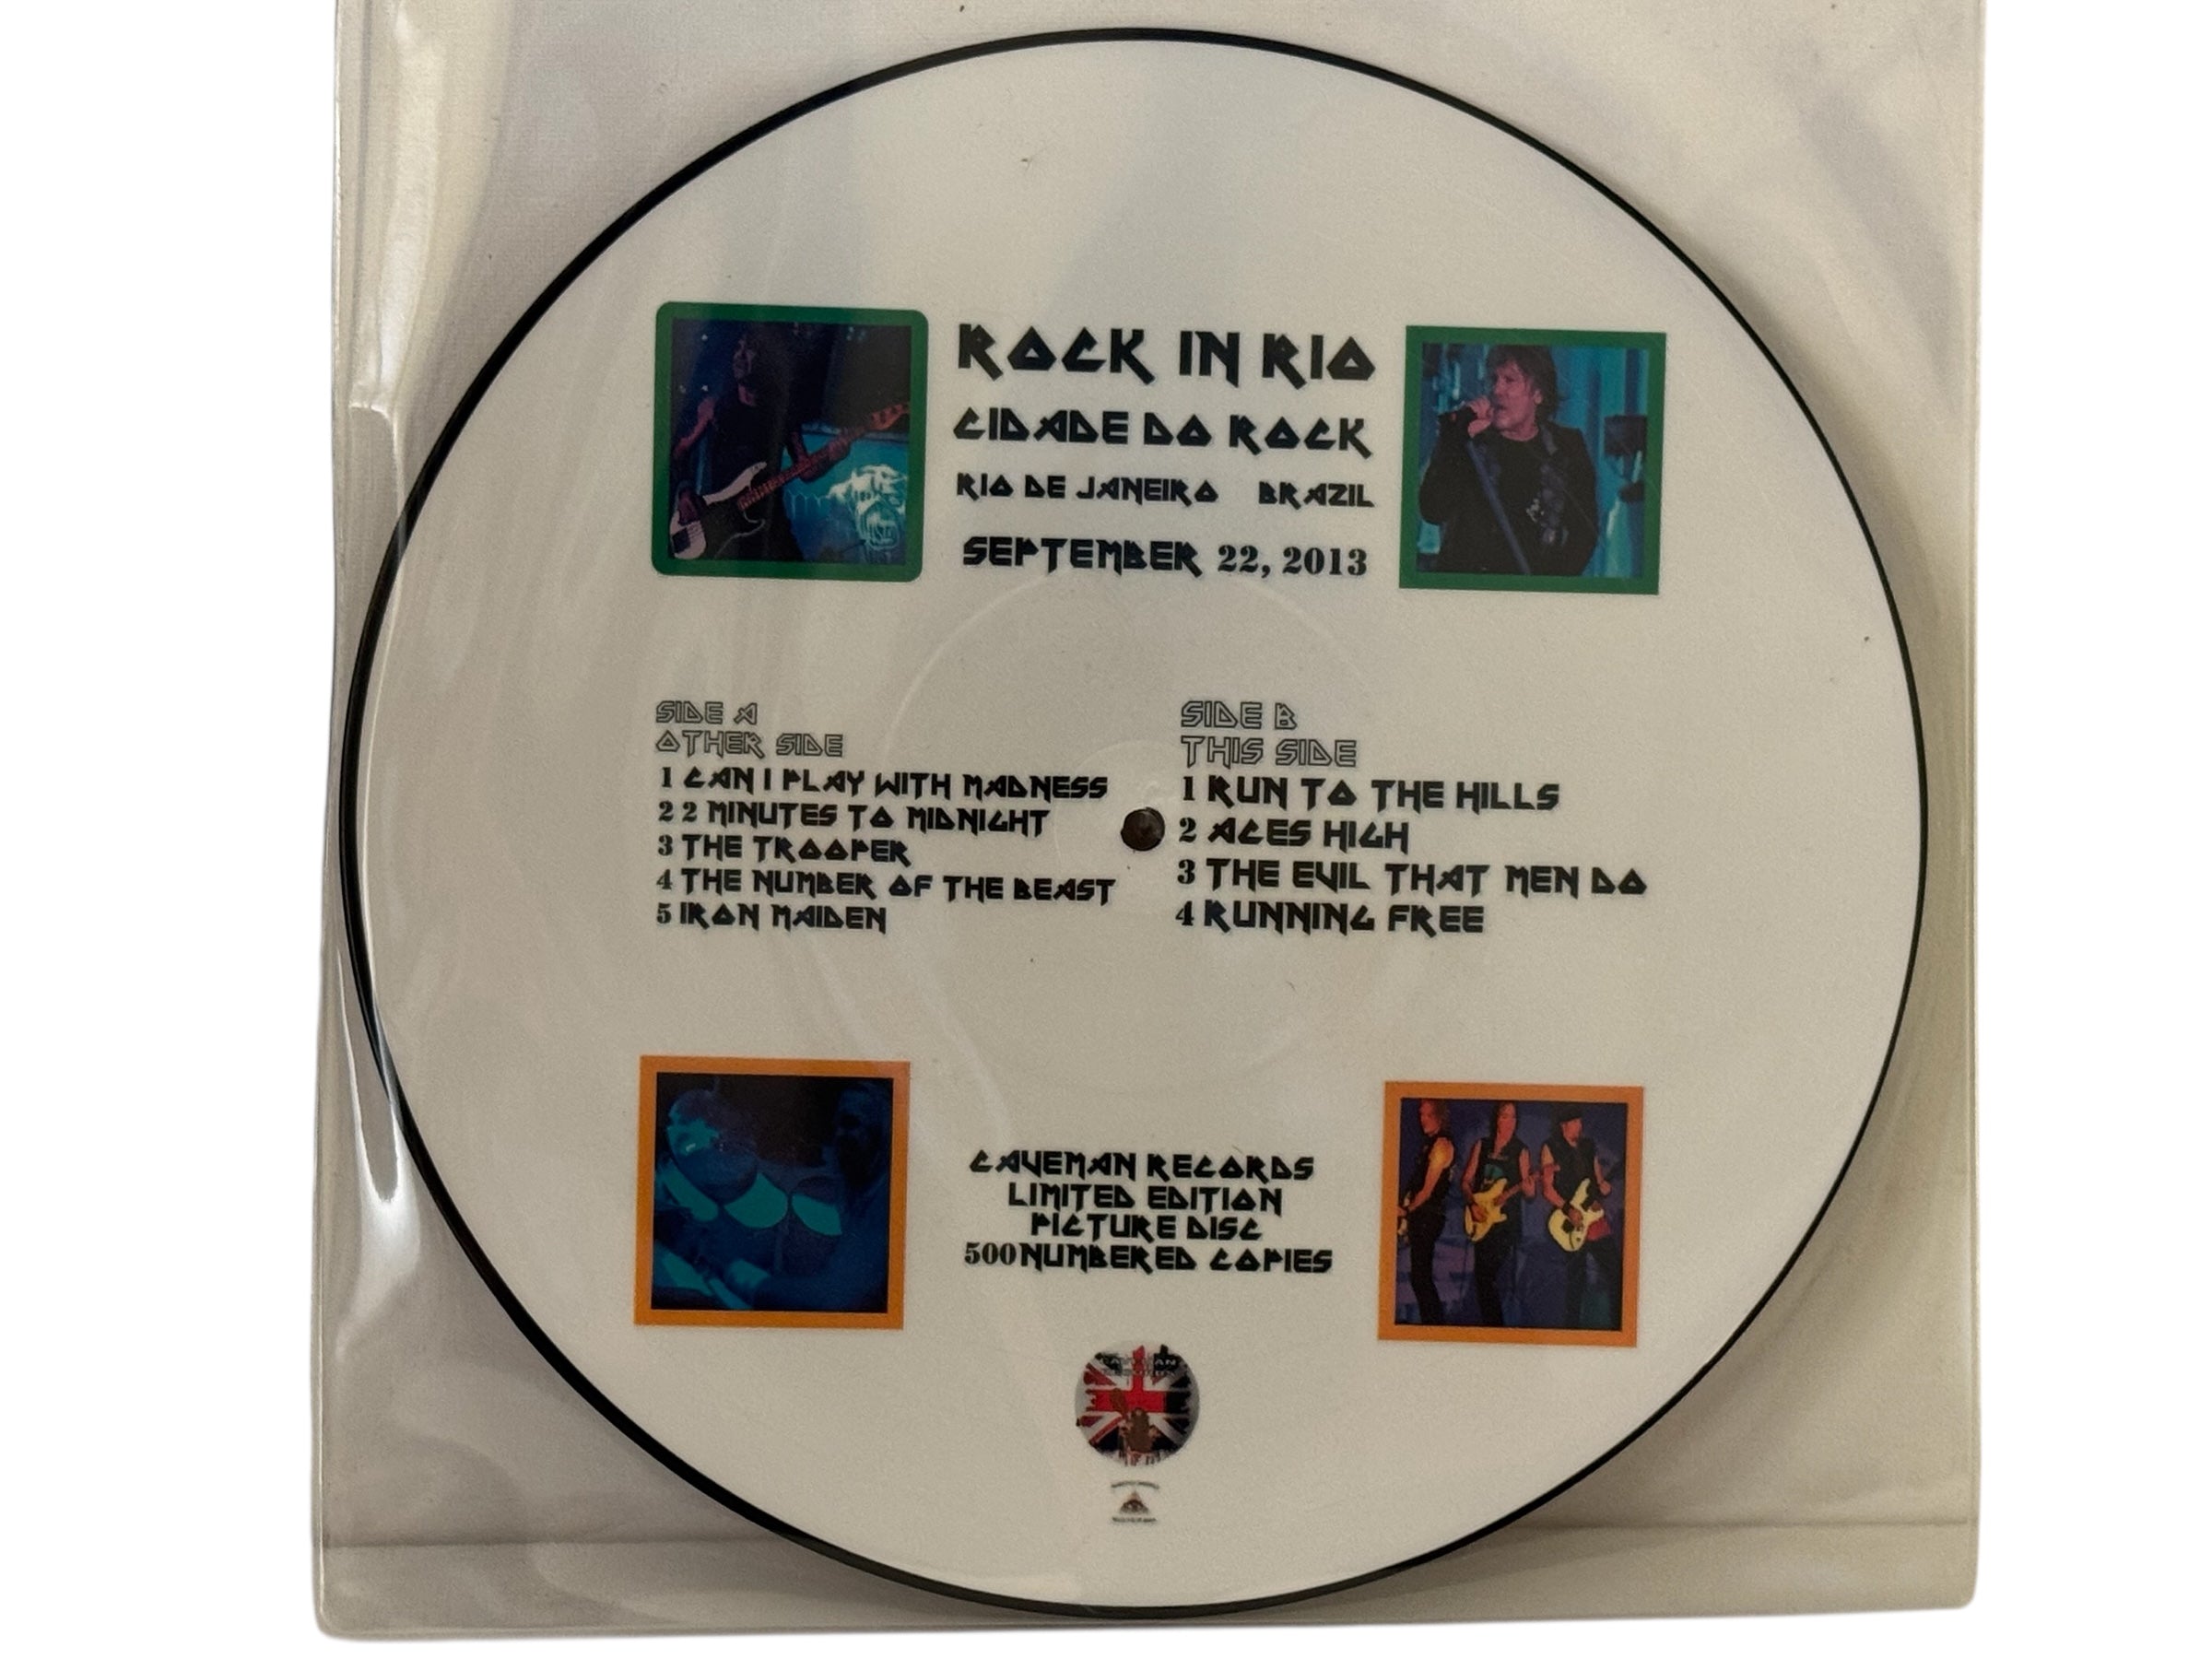 ROCK IN RIO
CIDADE DO ROCK
RIO DE JANEIRO BRAZIL
SEPTEMBER 22, 2013
SIDE A
OTHER SIDE
1 CAN I PLAY WITH MADNESS
2 2 MINUTES TO MIDNIGHT
3 THE TROOPER
4 THE NUMBER OF THE BEAST
5 IRON MAIDEN
SIDE B
THIS SIDE
1 RUN TO THE HILLS
2 ACES HIGH
3 THE EVIL THAT MEN DO
4 RUNNING FREE
CAVEMAN RECORDS
LIMITED EDITION
PICTURE DISC
500 NUMBERED COPIES